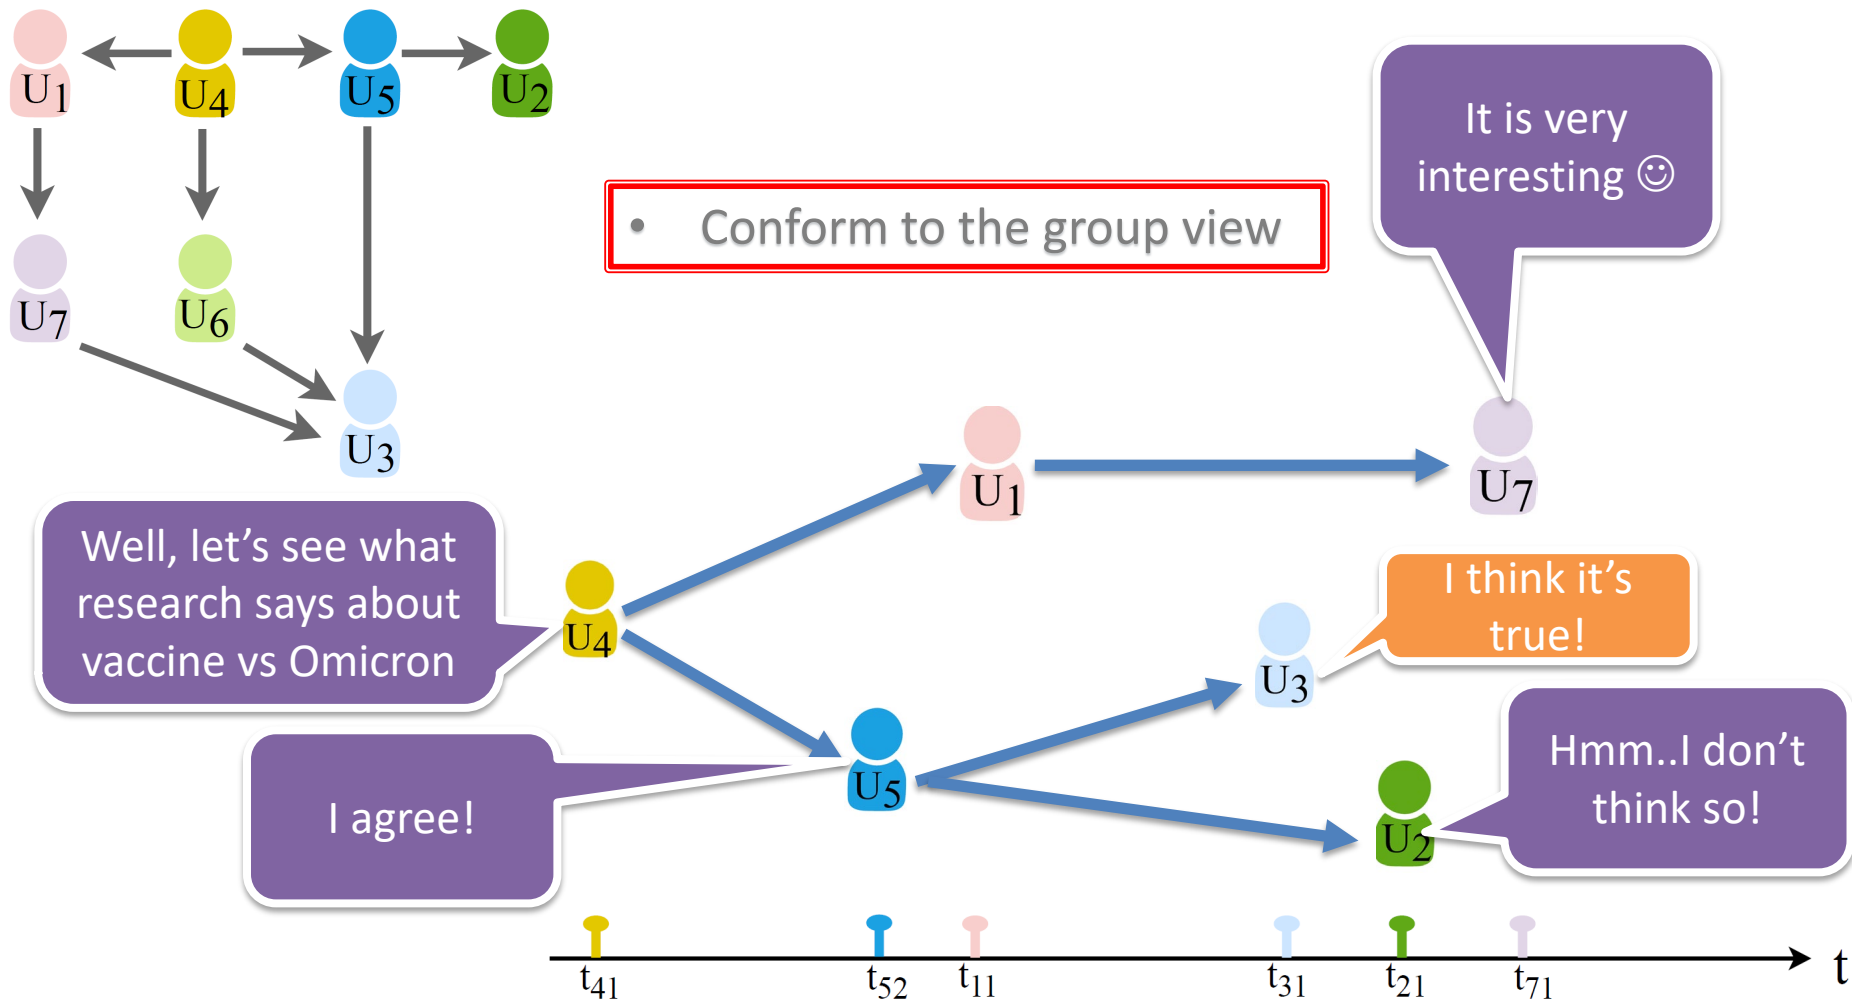 U1
U4
U5
U2
It is very
interesting ☺
• Conform to the group view
U7
U6
U3
U1
U7
Well, let’s see what
research says about
vaccine vs Omicron
U4
I think it’s
true!
U3
I agree!
U5
Hmm..I don’t
think so!
U2
t41
t52
t11
t31
t21
t71
t